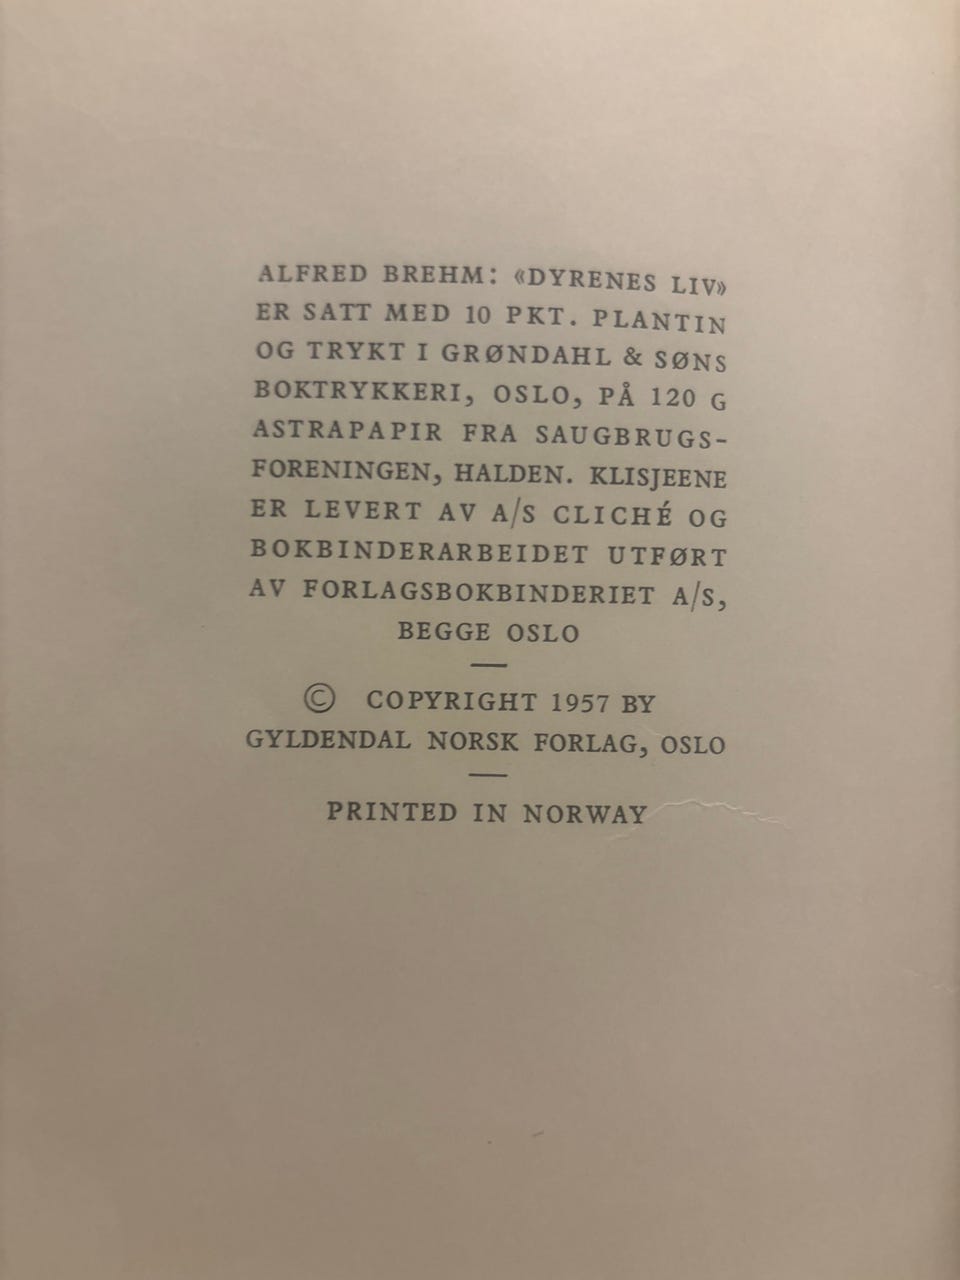 ALFRED BREHM: «DYRENES LIV»
ER SATT MED 10 PKT. PLANTIN
OG TRYKT I GRØNDAHL & SØNS
BOKTRYKKERI, OSLO, PÅ 120 G
ASTRAPAPIR FRA SAUGBRUGS-
FORENINGEN, HALDEN. KLISJEENE
ER LEVERT AV A/S CLICHÉ OG
BOKBINDERARBEIDET UTFØRT
AV FORLAGSBOKBINDERIET A/S,
BEGGE OSLO
© COPYRIGHT 1957 BY
GYLDENDAL NORSK FORLAG, OSLO
PRINTED IN NORWAY